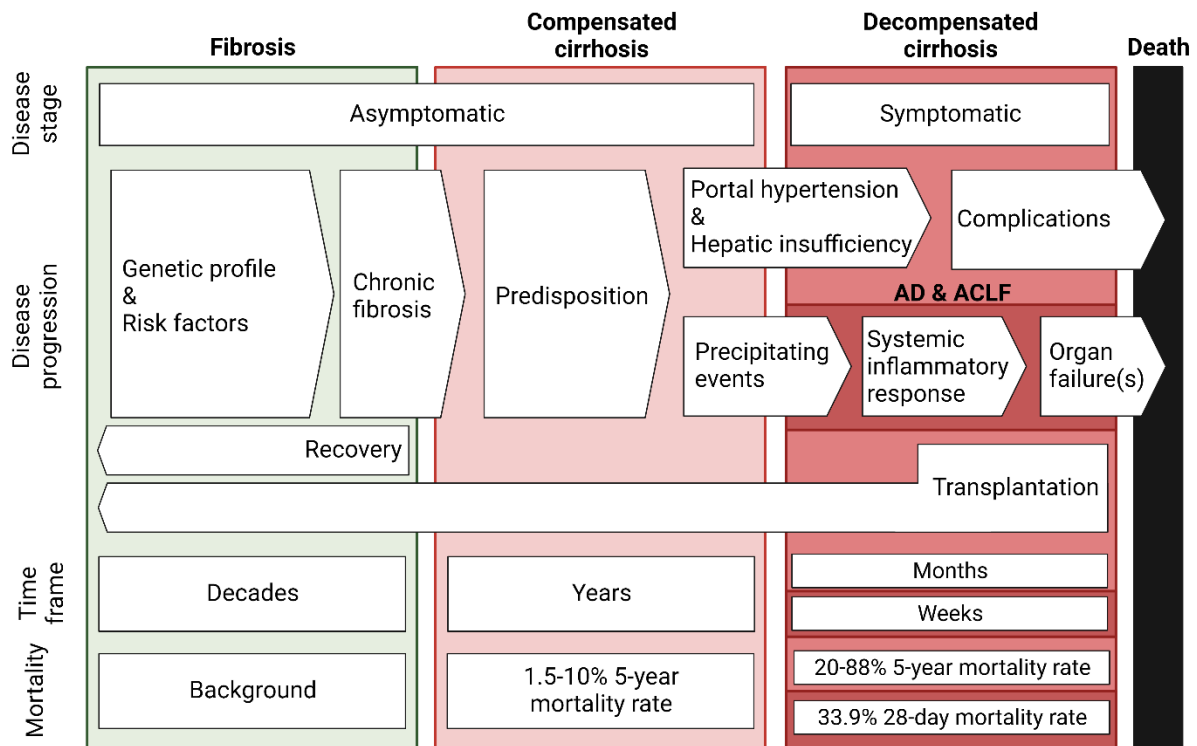 Fibrosis
Compensated
cirrhosis
Decompensated
cirrhosis
Death
Disease
stage
Asymptomatic
Symptomatic
Disease
progression
Genetic profile
&
Risk factors
Chronic
fibrosis
Predisposition
Portal hypertension
&
Hepatic insufficiency
Complications
AD & ACLF
Precipitating
events
Systemic
inflammatory
response
Organ
failure(s)
Recovery
Transplantation
Time
frame
Decades
Years
Months
Weeks
Mortality
Background
1.5-10% 5-year
mortality rate
20-88% 5-year mortality rate
33.9% 28-day mortality rate